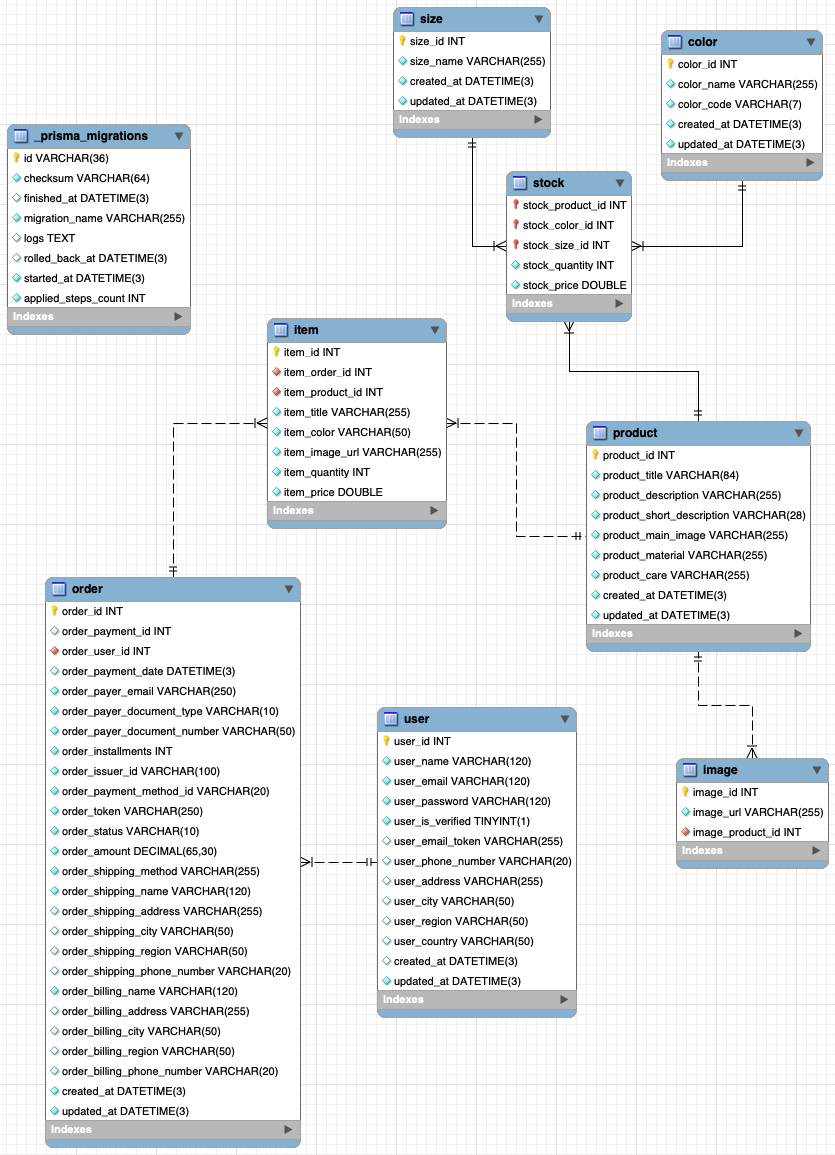 size
size_id INT
size_name VARCHAR(255)
created_at DATETIME(3)
updated_at DATETIME(3)
Indexes
color
color_id INT
color_name VARCHAR(255)
color_code VARCHAR(7)
created_at DATETIME(3)
updated_at DATETIME(3)
Indexes
_prisma_migrations
id VARCHAR(36)
checksum VARCHAR(64)
finished_at DATETIME(3)
migration_name VARCHAR(255)
logs TEXT
rolled_back_at DATETIME(3)
started_at DATETIME(3)
applied_steps_count INT
Indexes
stock
stock_product_id INT
stock_color_id INT
stock_size_id INT
stock_quantity INT
stock_price DOUBLE
Indexes
item
item_id INT
item_order_id INT
item_product_id INT
item_title VARCHAR(255)
item_color VARCHAR(50)
item_image_url VARCHAR(255)
item_quantity INT
item_price DOUBLE
Indexes
product
product_id INT
product_title VARCHAR(84)
product_description VARCHAR(255)
product_short_description VARCHAR(28)
product_main_image VARCHAR(255)
product_material VARCHAR(255)
product_care VARCHAR(255)
created_at DATETIME(3)
updated_at DATETIME(3)
Indexes
order
order_id INT
order_payment_id INT
order_user_id INT
order_payment_date DATETIME(3)
order_payer_email VARCHAR(250)
order_payer_document_type VARCHAR(10)
order_payer_document_number VARCHAR(50)
order_installments INT
order_issuer_id VARCHAR(100)
order_payment_method_id VARCHAR(20)
order_token VARCHAR(250)
order_status VARCHAR(10)
order_amount DECIMAL(65,30)
order_shipping_method VARCHAR(255)
order_shipping_name VARCHAR(120)
order_shipping_address VARCHAR(255)
order_shipping_city VARCHAR(50)
order_shipping_region VARCHAR(50)
order_shipping_phone_number VARCHAR(20)
order_billing_name VARCHAR(120)
order_billing_address VARCHAR(255)
order_billing_city VARCHAR(50)
order_billing_region VARCHAR(50)
order_billing_phone_number VARCHAR(20)
created_at DATETIME(3)
updated_at DATETIME(3)
Indexes
user
user_id INT
user_name VARCHAR(120)
user_email VARCHAR(120)
user_password VARCHAR(120)
user_is_verified TINYINT(1)
user_email_token VARCHAR(255)
user_phone_number VARCHAR(20)
user_address VARCHAR(255)
user_city VARCHAR(50)
user_region VARCHAR(50)
user_country VARCHAR(50)
created_at DATETIME(3)
updated_at DATETIME(3)
Indexes
image
image_id INT
image_url VARCHAR(255)
image_product_id INT
Indexes